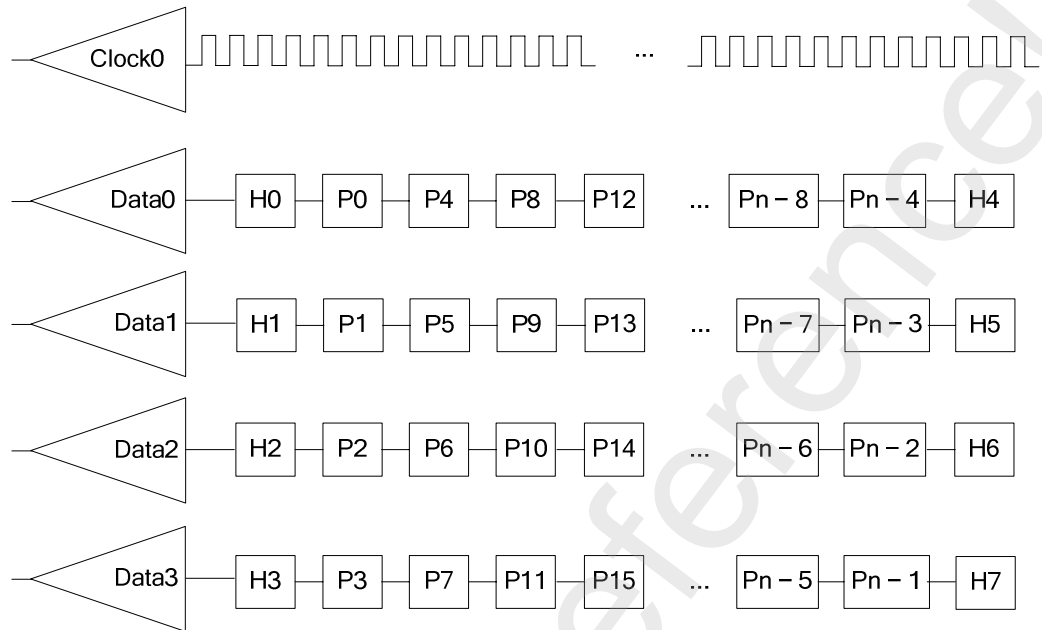 Clock0 ...
Data0 H0 P0 P4 P8 P12 ... Pn-8 Pn-4 H4
Data1 H1 P1 P5 P9 P13 ... Pn-7 Pn-3 H5
Data2 H2 P2 P6 P10 P14 ... Pn-6 Pn-2 H6
Data3 H3 P3 P7 P11 P15 ... Pn-5 Pn-1 H7
eference